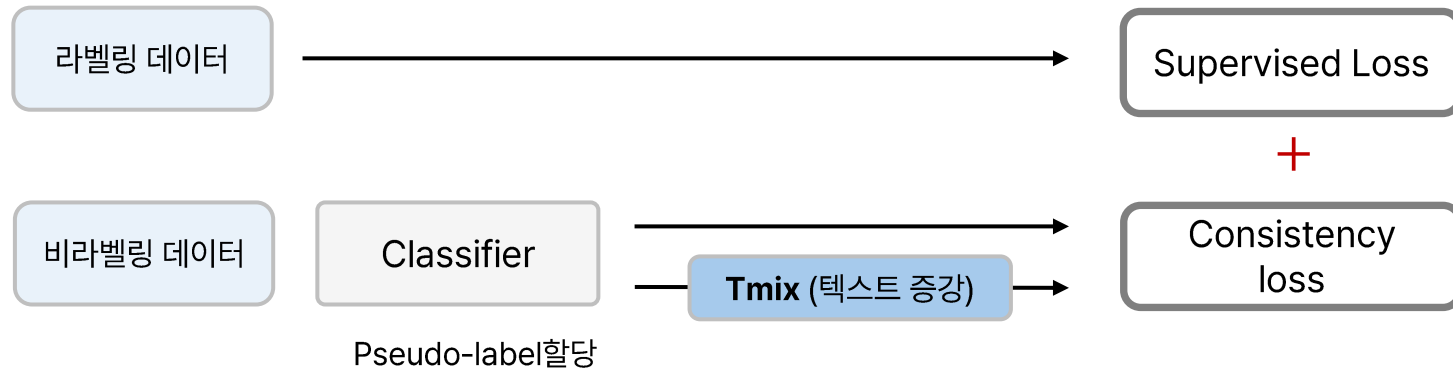 라벨링 데이터
Supervised Loss
+
비라벨링 데이터
Classifier
Consistency
loss
Tmix (텍스트 증강)
Pseudo-label할당